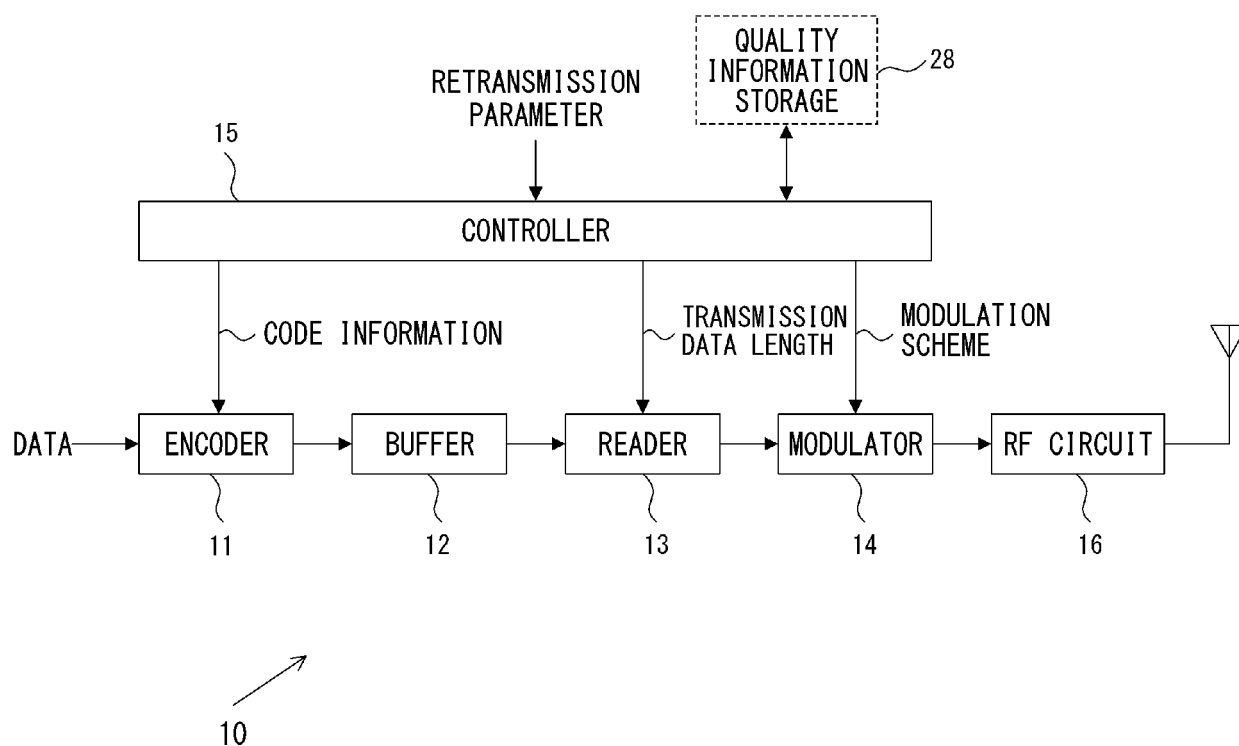 QUALITY
INFORMATION
STORAGE
28
RETRANSMISSION
PARAMETER
15
CONTROLLER
CODE INFORMATION
TRANSMISSION
DATA LENGTH
MODULATION
SCHEME
DATA
ENCODER
BUFFER
READER
MODULATOR
RF CIRCUIT
11
12
13
14
16
10